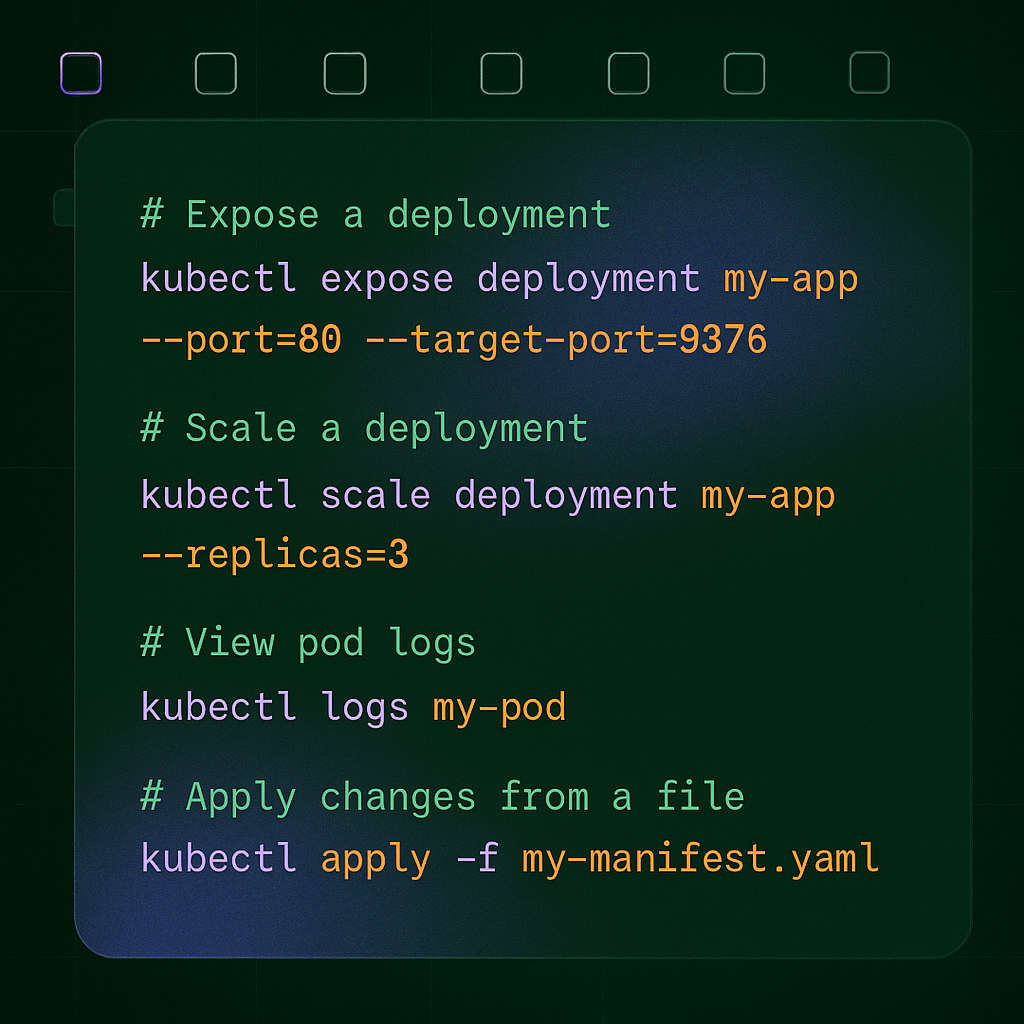 # Expose a deployment
kubectl expose deployment my-app
--port=80 --target-port=9376
# Scale a deployment
kubectl scale deployment my-app
--replicas=3
# View pod logs
kubectl logs my-pod
# Apply changes from a file
kubectl apply -f my-manifest.yaml